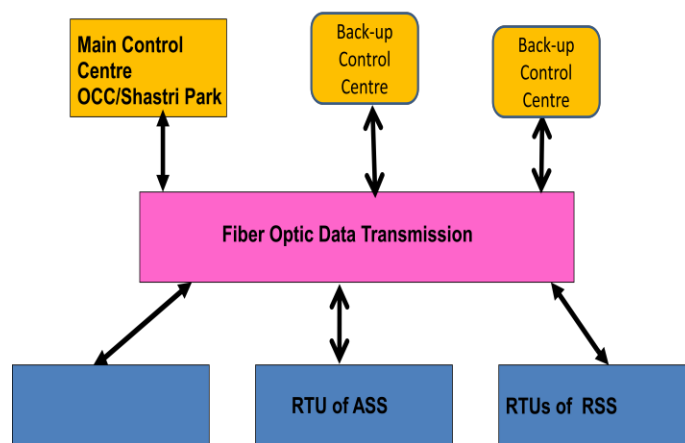 Main Control
Centre
OCC/Shastri Park
Back-up
Control
Centre
Back-up
Control
Centre
Fiber Optic Data Transmission
RTU of ASS
RTUs of RSS